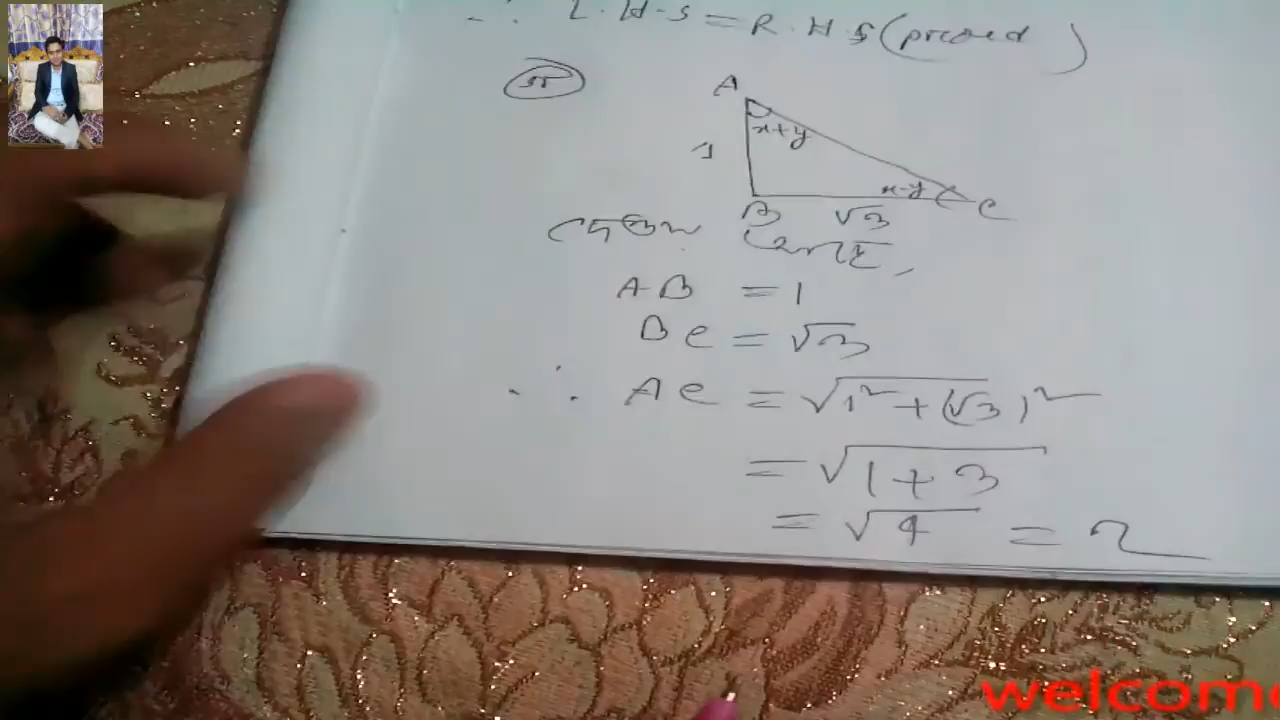 ∴ L.H.S = R.H.S (proved)
A
x+y
1
x-y
B √3 C
দেওয়া আছে,
AB = 1
BC = √3
∴ AC = √1² + (√3)²
= √1 + 3
= √4 = 2
welcome